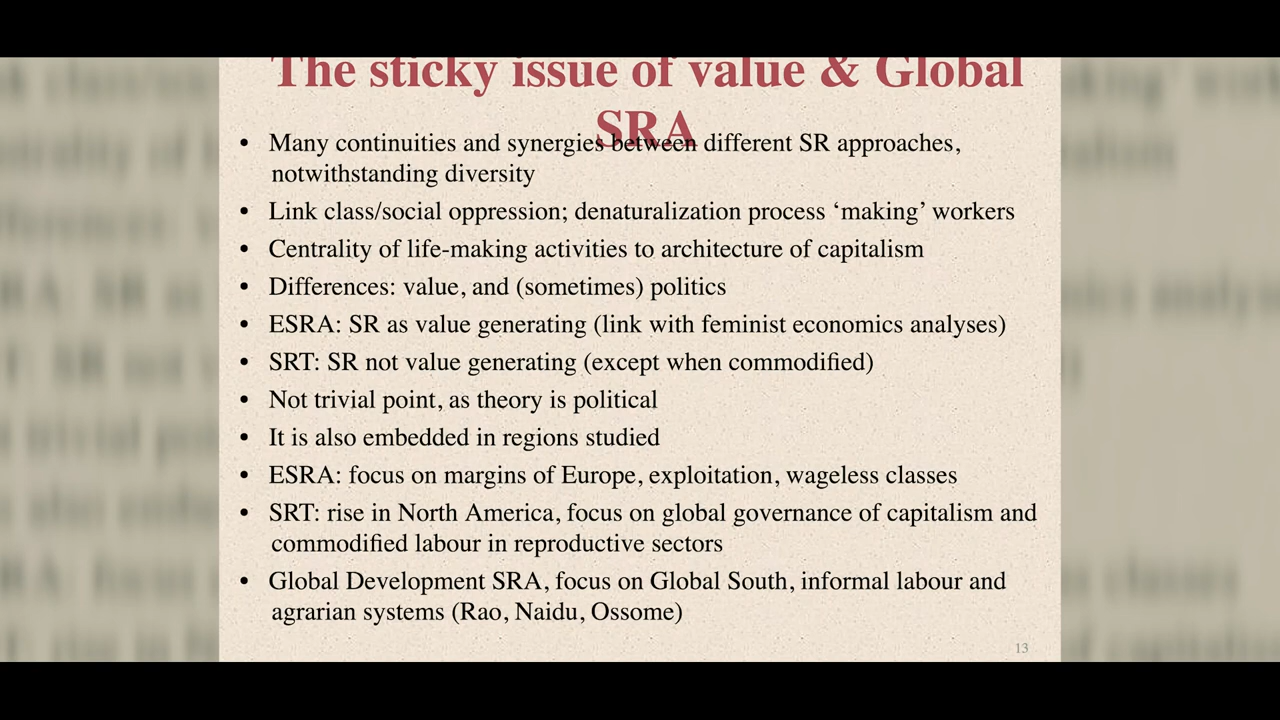 The sticky issue of value & Global
SRA
• Many continuities and synergies between different SR approaches,
notwithstanding diversity
• Link class/social oppression; denaturalization process ‘making’ workers
• Centrality of life-making activities to architecture of capitalism
• Differences: value, and (sometimes) politics
• ESRA: SR as value generating (link with feminist economics analyses)
• SRT: SR not value generating (except when commodified)
• Not trivial point, as theory is political
• It is also embedded in regions studied
• ESRA: focus on margins of Europe, exploitation, wageless classes
• SRT: rise in North America, focus on global governance of capitalism and
commodified labour in reproductive sectors
• Global Development SRA, focus on Global South, informal labour and
agrarian systems (Rao, Naidu, Ossome)
13